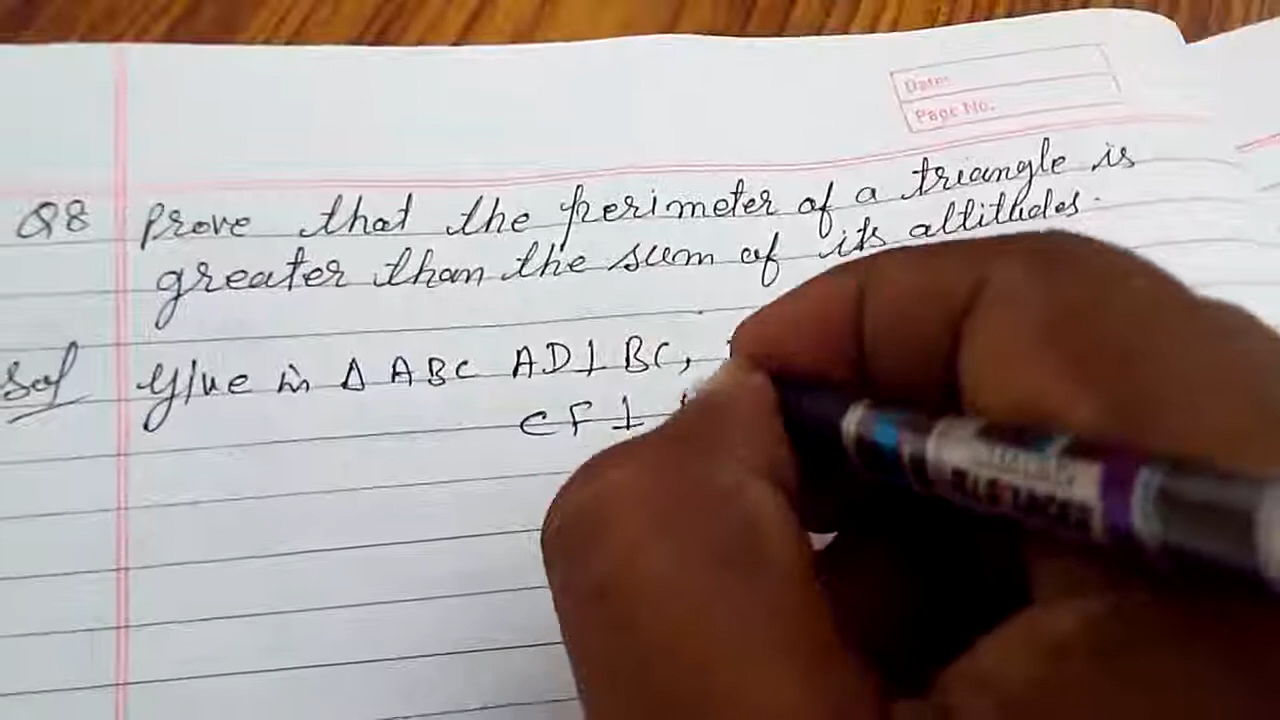 Date:
Page No.
Q8 Prove that the perimeter of a triangle is
greater than the sum of its altitudes.
Sol Give in Δ ABC AD⊥BC,
CF⊥